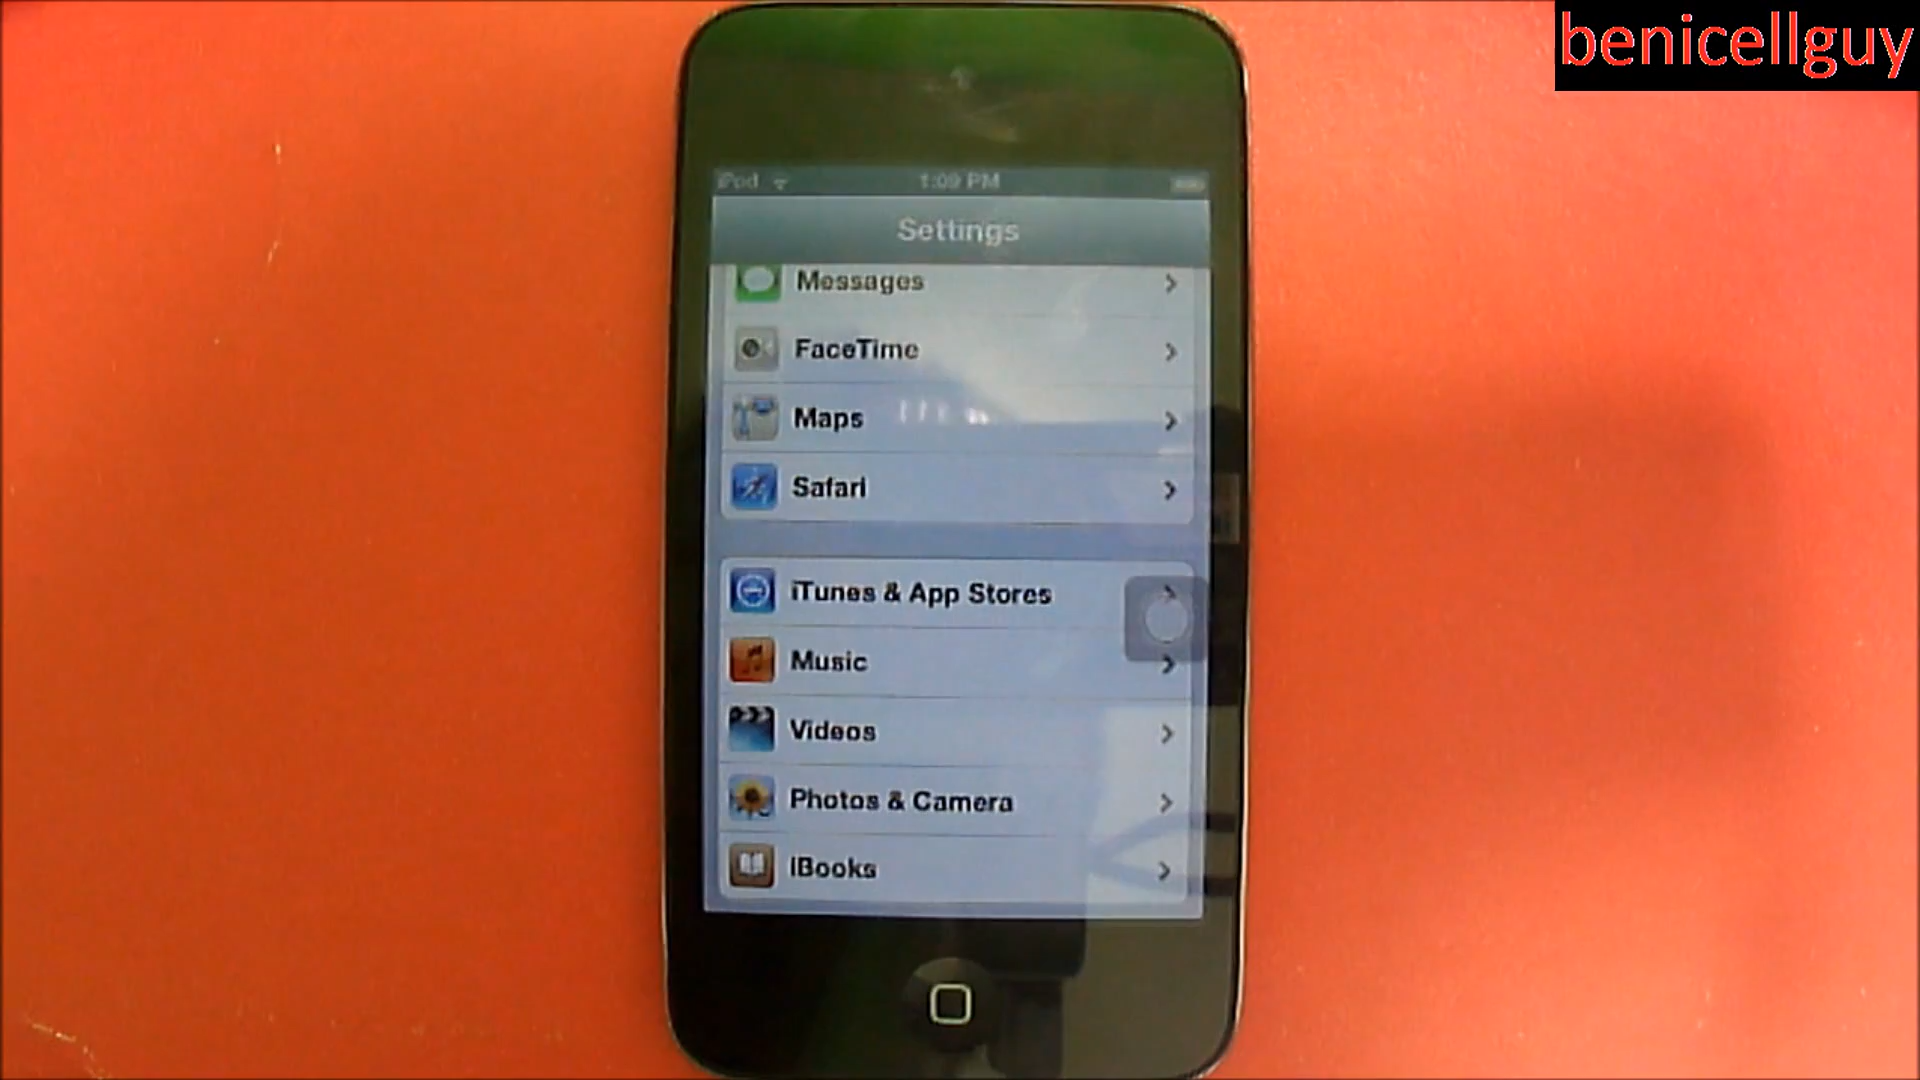 benicellguy
iPod 1:09 PM
Settings
Messages
FaceTime
Maps
Safari
iTunes & App Stores
Music
Videos
Photos & Camera
iBooks